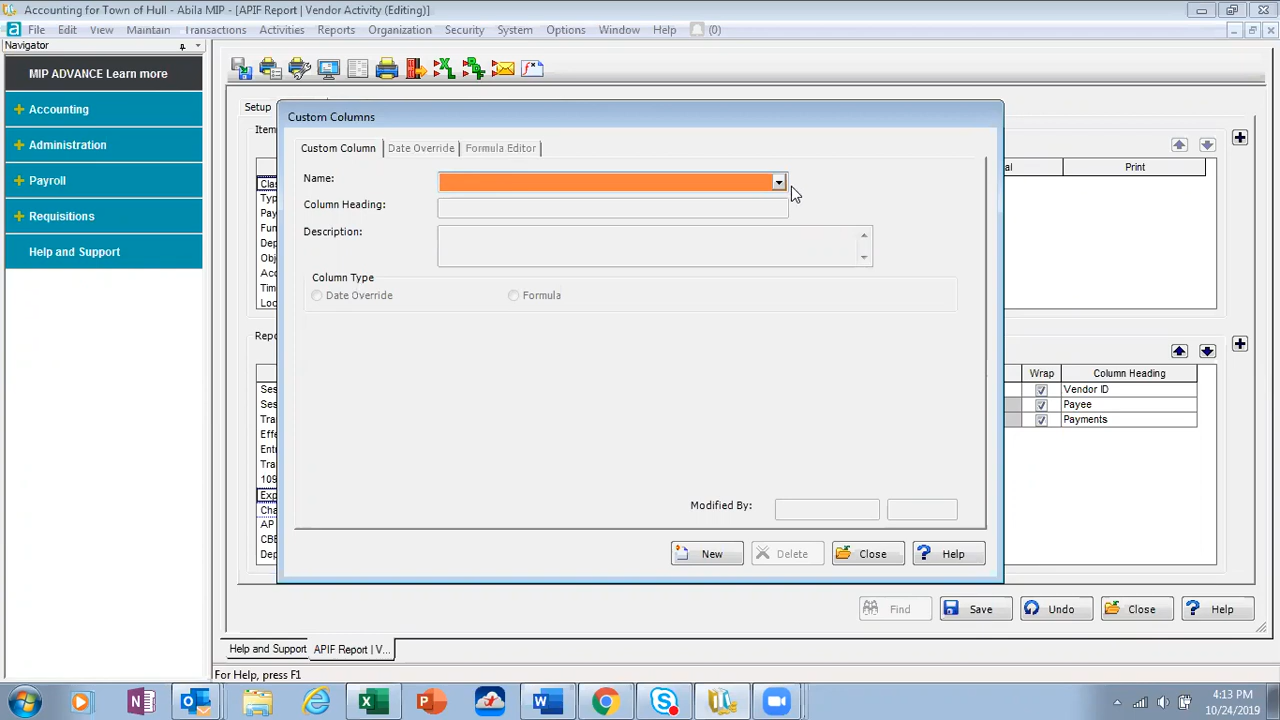 Accounting for Town of Hull - Abila MIP - [APIF Report | Vendor Activity (Editing)]
File Edit View Maintain Transactions Activities Reports Organization Security System Options Window Help (0)
Navigator
MIP ADVANCE Learn more
Accounting
Administration
Payroll
Requisitions
Help and Support
Setup
Custom Columns
Custom Column Date Override Formula Editor
Name:
Column Heading:
Description:
Column Type
Date Override Formula
Modified By:
New Delete Close Help
Print
Wrap Column Heading
Vendor ID
Payee
Payments
Find Save Undo Close Help
Help and Support APIF Report | V...
For Help, press F1
4:13 PM
10/24/2019